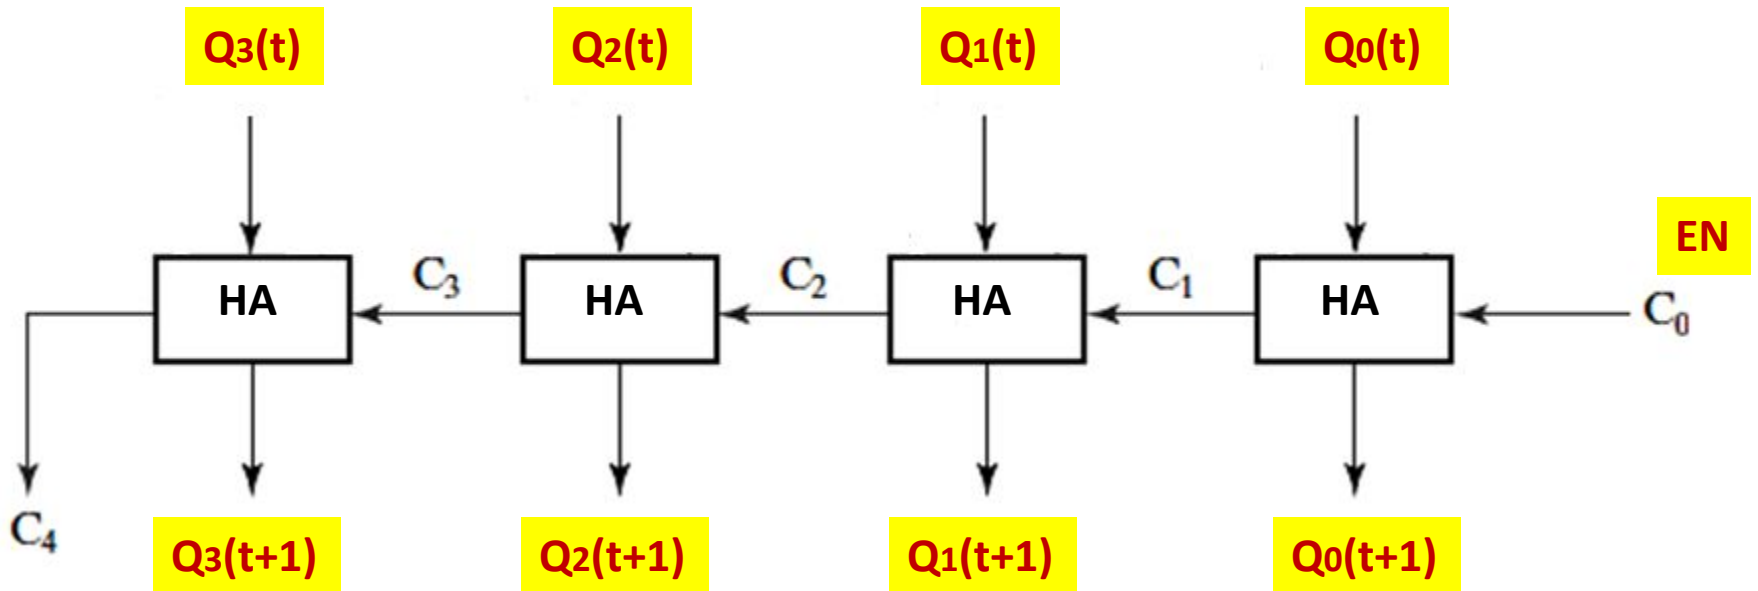 Q3(t) Q2(t) Q1(t) Q0(t)
EN
HA C₃ HA C₂ HA C₁ HA C₀
C₄
Q3(t+1) Q2(t+1) Q1(t+1) Q0(t+1)